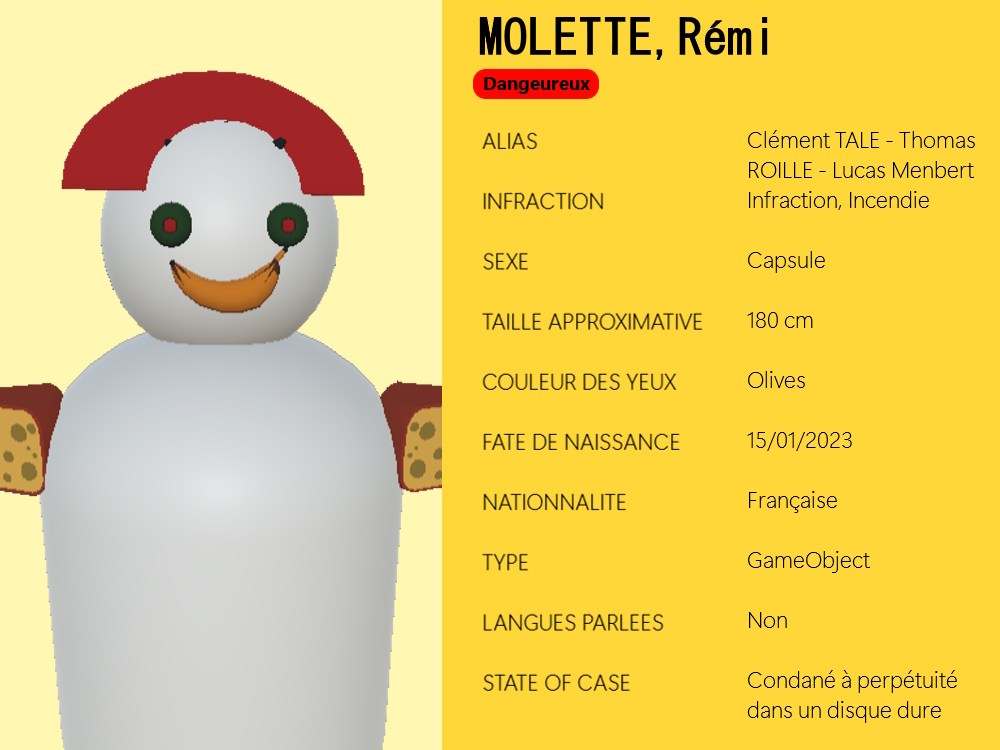 MOLETTE, Rémi
Dangeureux
ALIAS
Clément TALE - Thomas
ROILLE - Lucas Menbert
INFRACTION
Infraction, Incendie
SEXE
Capsule
TAILLE APPROXIMATIVE
180 cm
COULEUR DES YEUX
Olives
FATE DE NAISSANCE
15/01/2023
NATIONNALITE
Française
TYPE
GameObject
LANGUES PARLEES
Non
STATE OF CASE
Condané à perpétuité
dans un disque dure